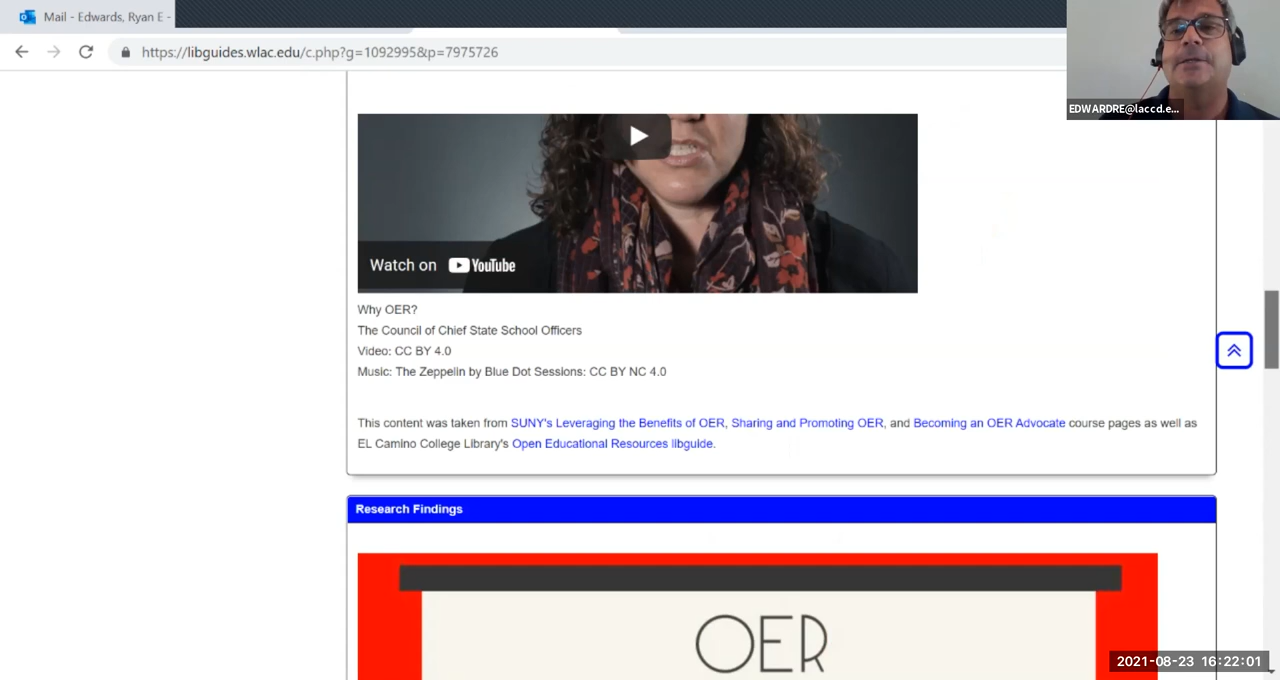 Mail - Edwards, Ryan E -
https://libguides.wlac.edu/c.php?g=1092995&p=7975726
EDWARDRE@laccd.e...
Watch on YouTube
Why OER?
The Council of Chief State School Officers
Video: CC BY 4.0
Music: The Zeppelin by Blue Dot Sessions: CC BY NC 4.0
This content was taken from SUNY's Leveraging the Benefits of OER, Sharing and Promoting OER, and Becoming an OER Advocate course pages as well as
EL Camino College Library's Open Educational Resources libguide.
Research Findings
OER
2021-08-23 16:22:01